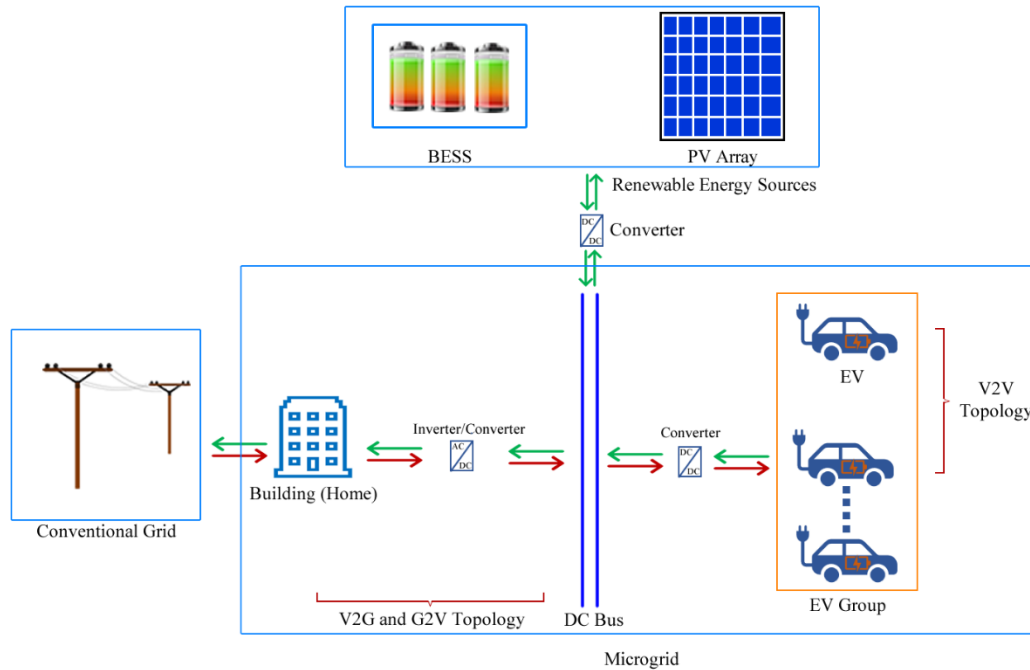 BESS
PV Array
Renewable Energy Sources
DC
DC
Converter
EV
V2V
Topology
Inverter/Converter
AC
DC
Converter
DC
DC
Building (Home)
Conventional Grid
V2G and G2V Topology
DC Bus
EV Group
Microgrid